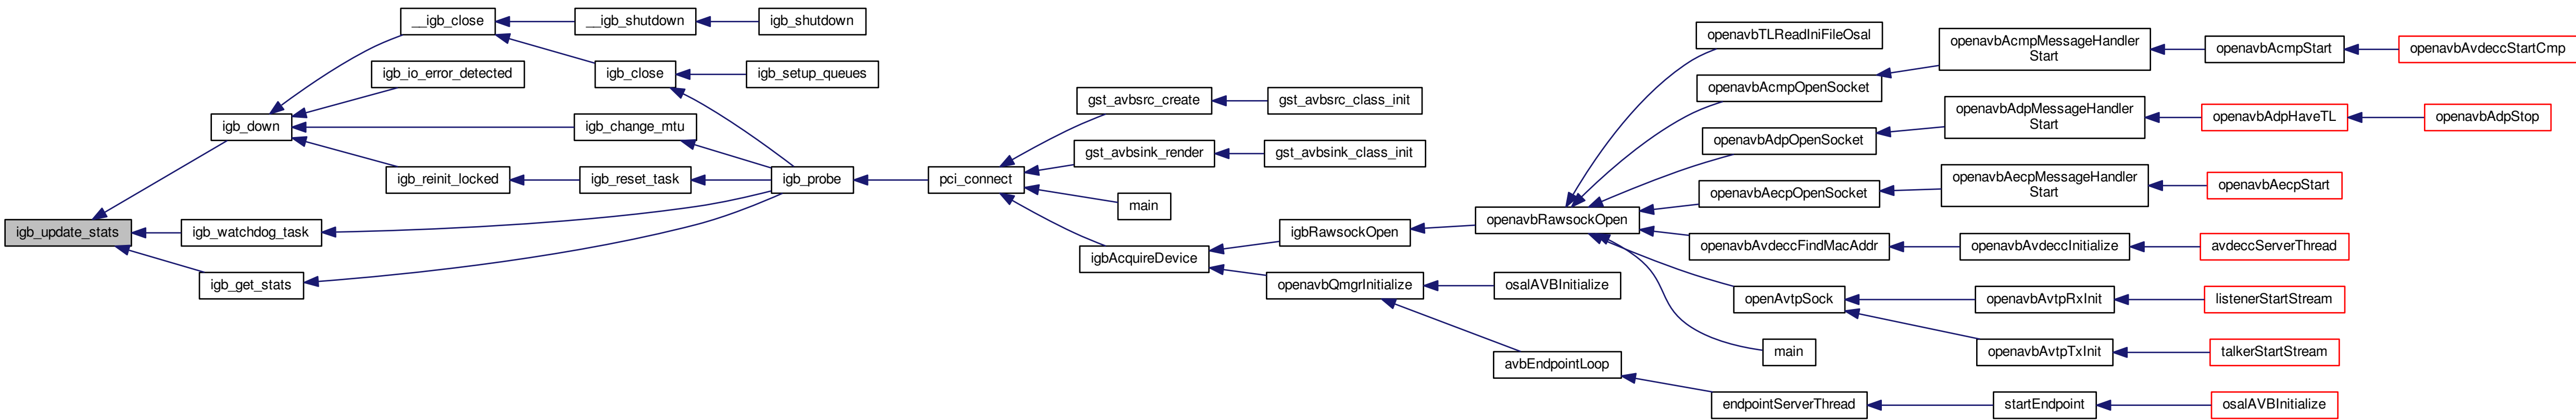 igb_update_stats
igb_down
igb_watchdog_task
igb_get_stats
__igb_close
igb_io_error_detected
igb_change_mtu
igb_reinit_locked
__igb_shutdown
igb_close
igb_reset_task
igb_shutdown
igb_setup_queues
igb_probe
pci_connect
gst_avbsrc_create
gst_avbsink_render
main
igbAcquireDevice
gst_avbsrc_class_init
gst_avbsink_class_init
igbRawsockOpen
openavbQmgrInitialize
openavbRawsockOpen
osalAVBInitialize
avbEndpointLoop
openavbTLReadIniFileOsal
openavbAcmpOpenSocket
openavbAdpOpenSocket
openavbAecpOpenSocket
openavbAvdeccFindMacAddr
openAvtpSock
main
endpointServerThread
openavbAcmpMessageHandler
Start
openavbAdpMessageHandler
Start
openavbAecpMessageHandler
Start
openavbAvdeccInitialize
openavbAvtpRxInit
openavbAvtpTxInit
startEndpoint
openavbAcmpStart
openavbAdpHaveTL
openavbAecpStart
avdeccServerThread
listenerStartStream
talkerStartStream
osalAVBInitialize
openavbAvdeccStartCmp
openavbAdpStop